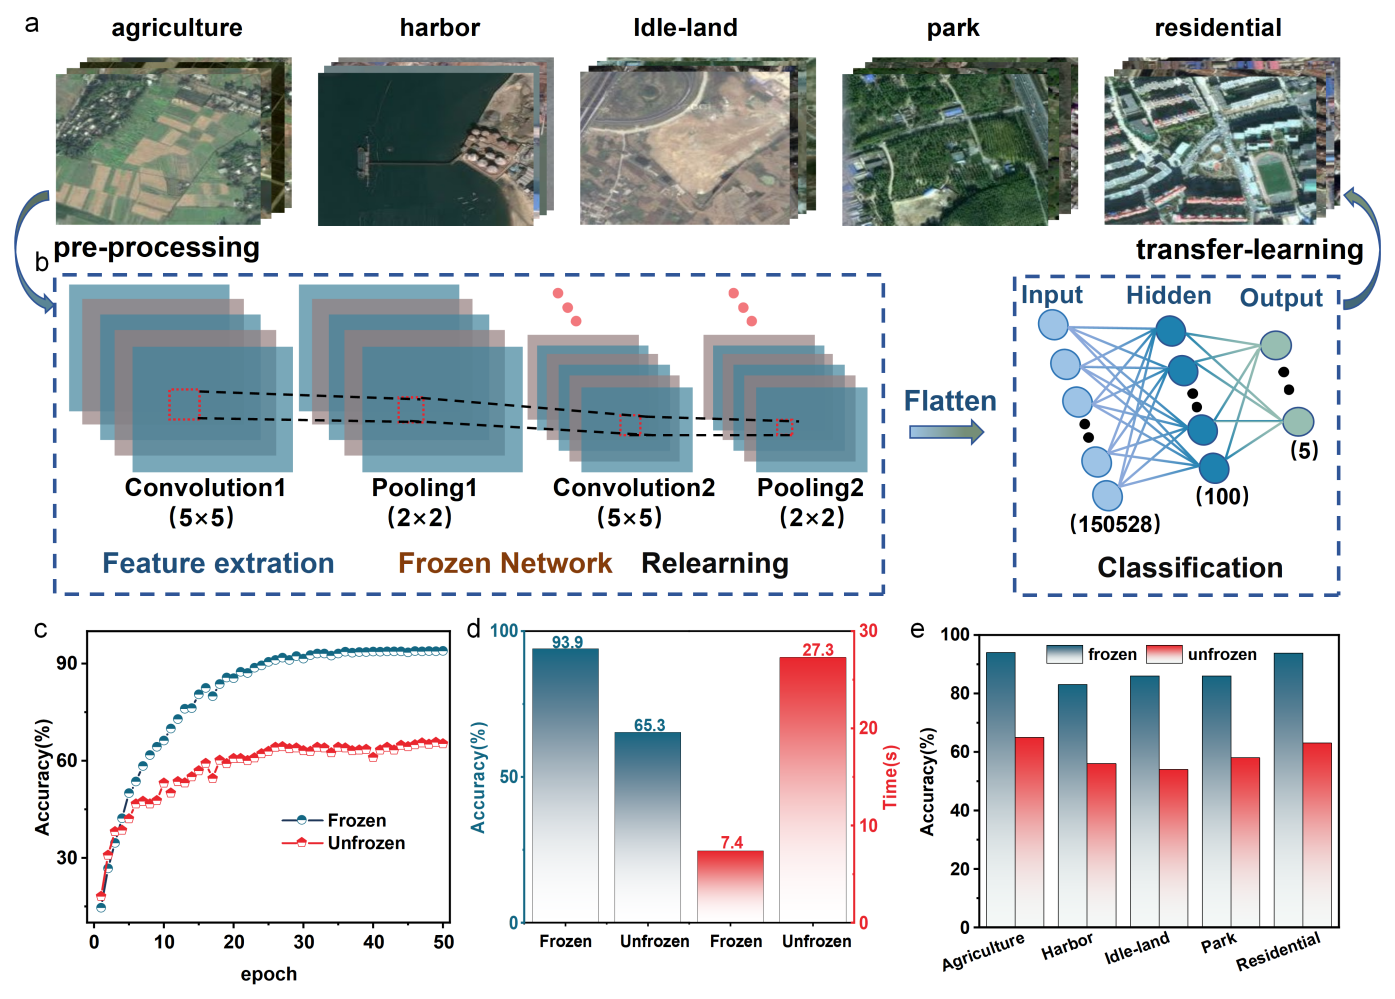 a
agriculture harbor Idle-land park residential
pre-processing
transfer-learning
b
Input Hidden Output
Flatten
(5)
(100)
(150528)
Convolution1 Pooling1 Convolution2 Pooling2
(5×5) (2×2) (5×5) (2×2)
Feature extration Frozen Network Relearning
Classification
c
90
60
30
Accuracy(%)
Frozen
Unfrozen
0 10 20 30 40 50
epoch
d
100
50
0
Accuracy(%)
93.9
65.3
7.4
27.3
30
20
10
0
Time(s)
Frozen Unfrozen Frozen Unfrozen
e
100
80
60
40
20
0
Accuracy(%)
frozen unfrozen
Agriculture Harbor Idle-land Park Residential